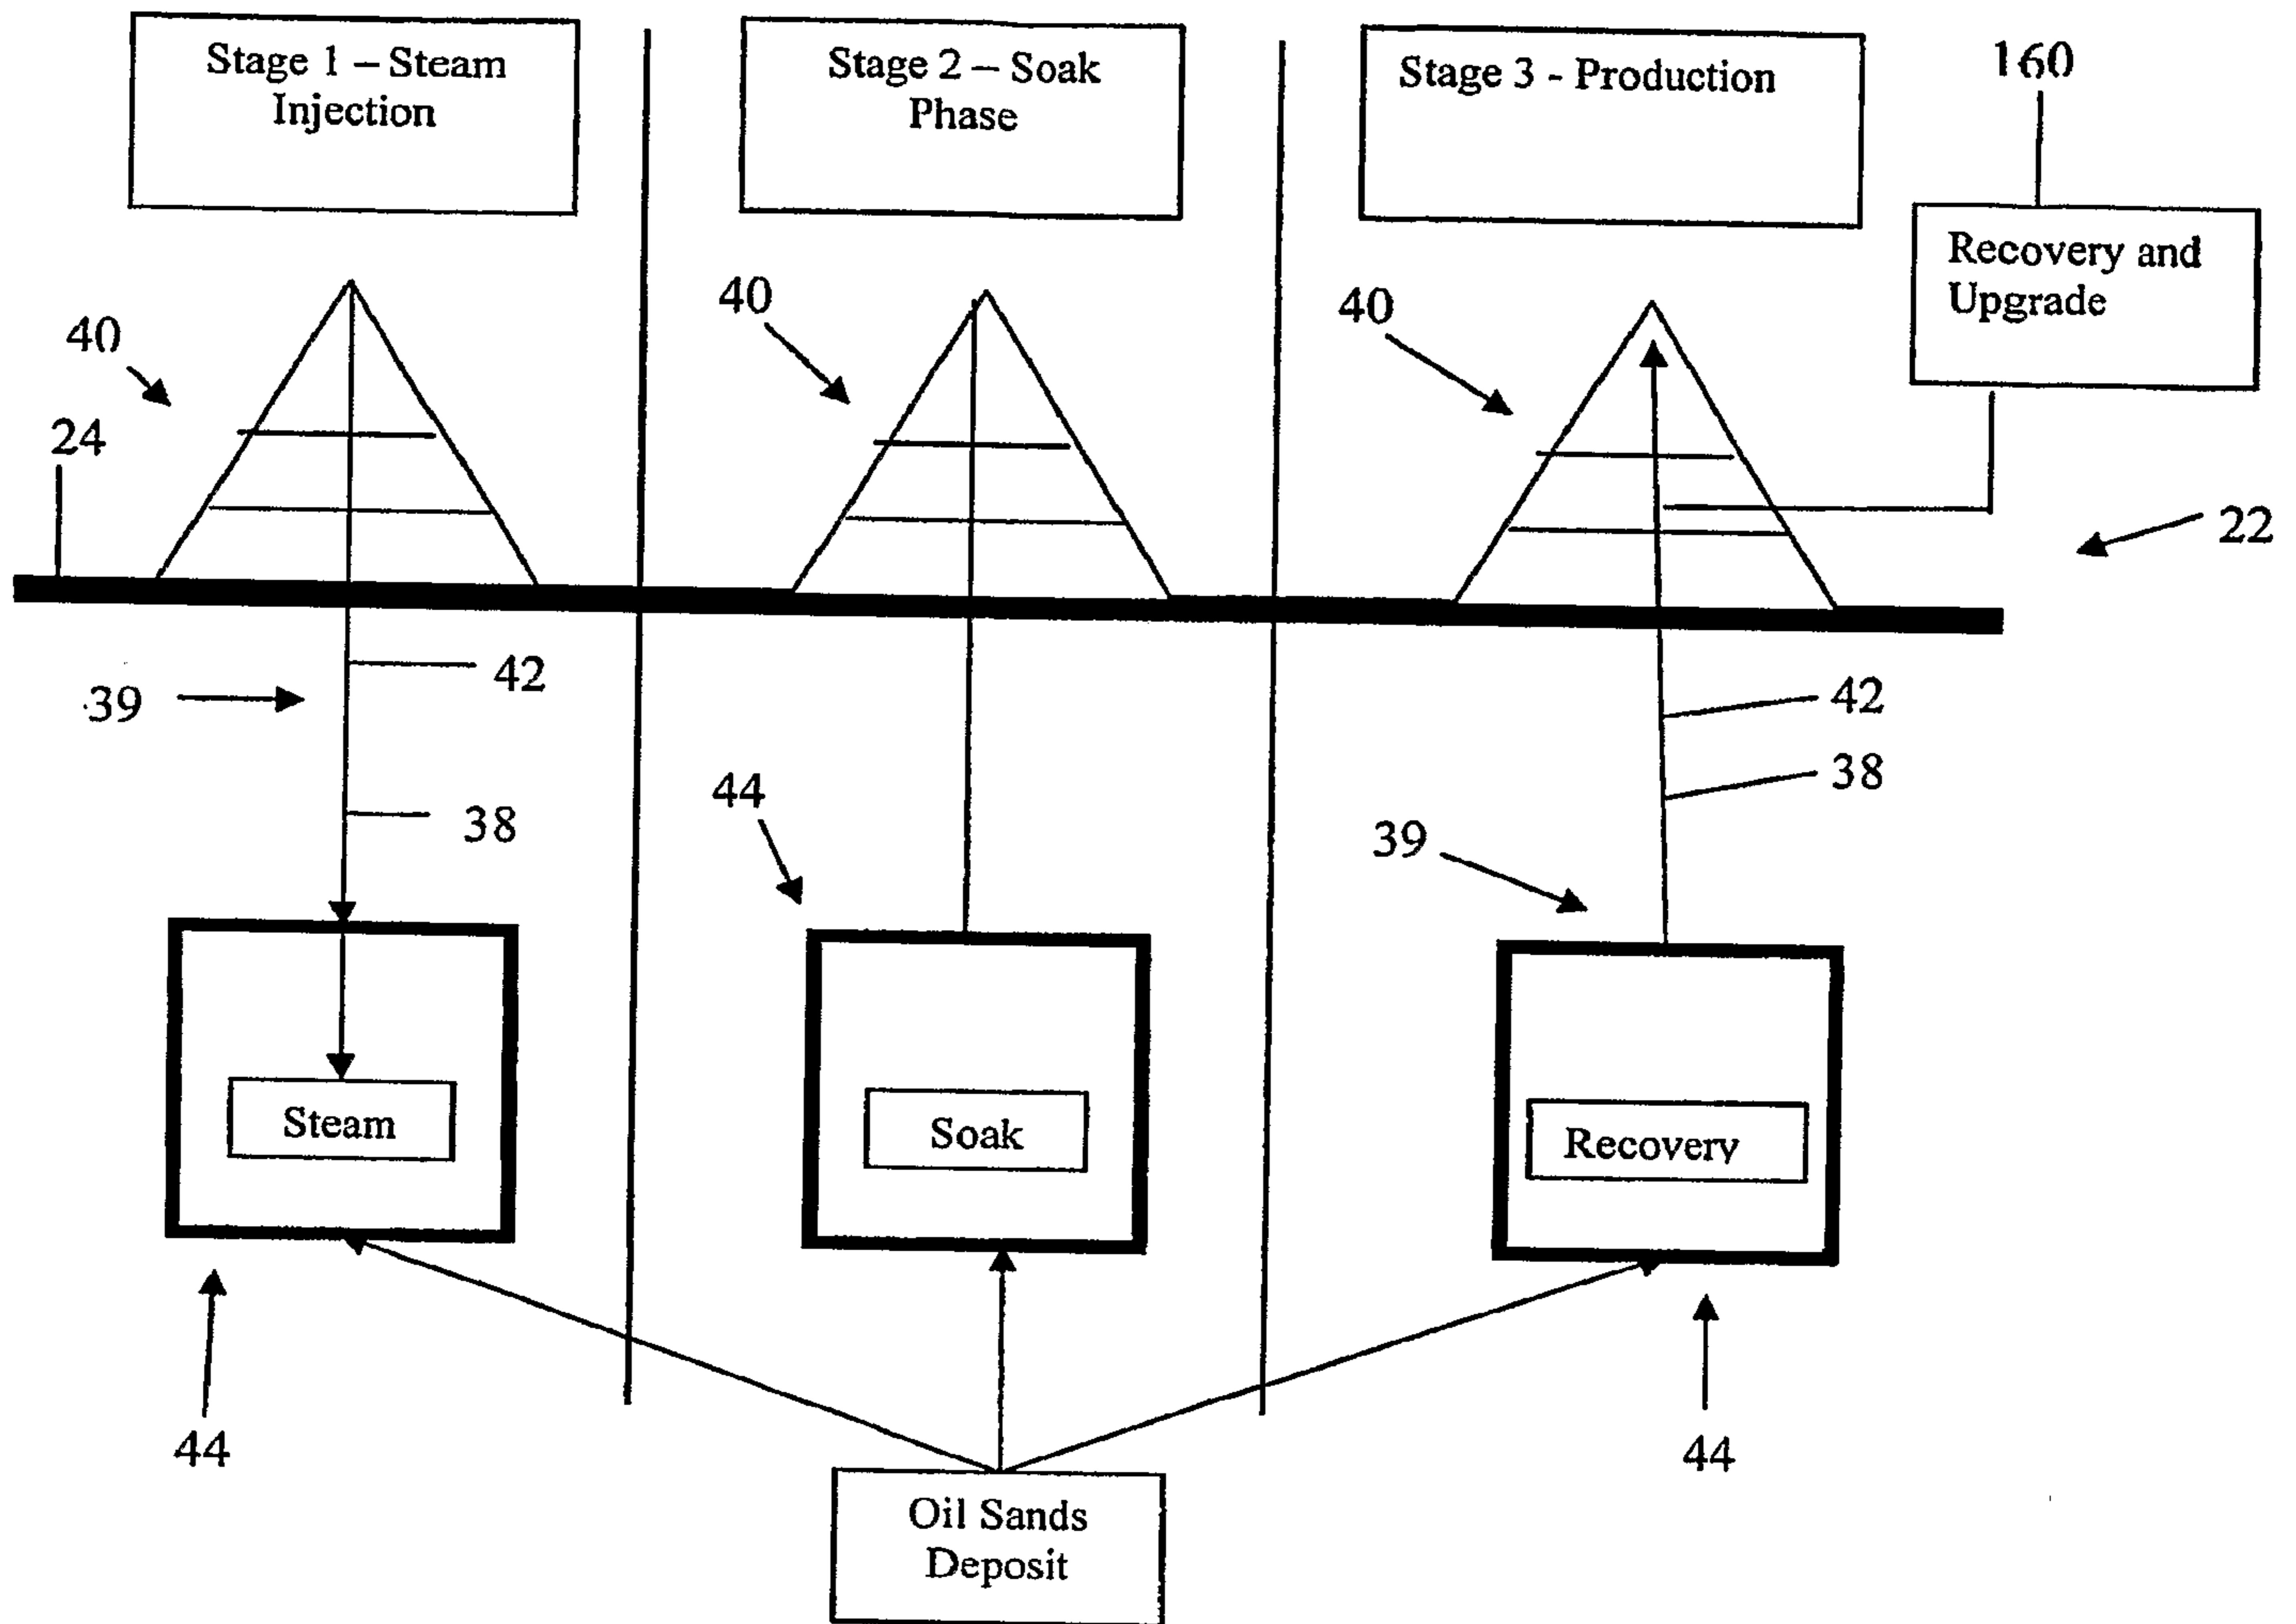 Stage 1 – Steam
Injection
Stage 2 – Soak
Phase
Stage 3 - Production
160
Recovery and
Upgrade
40
40
40
24
22
42
39
42
38
44
38
39
Steam
Soak
Recovery
44
44
Oil Sands
Deposit